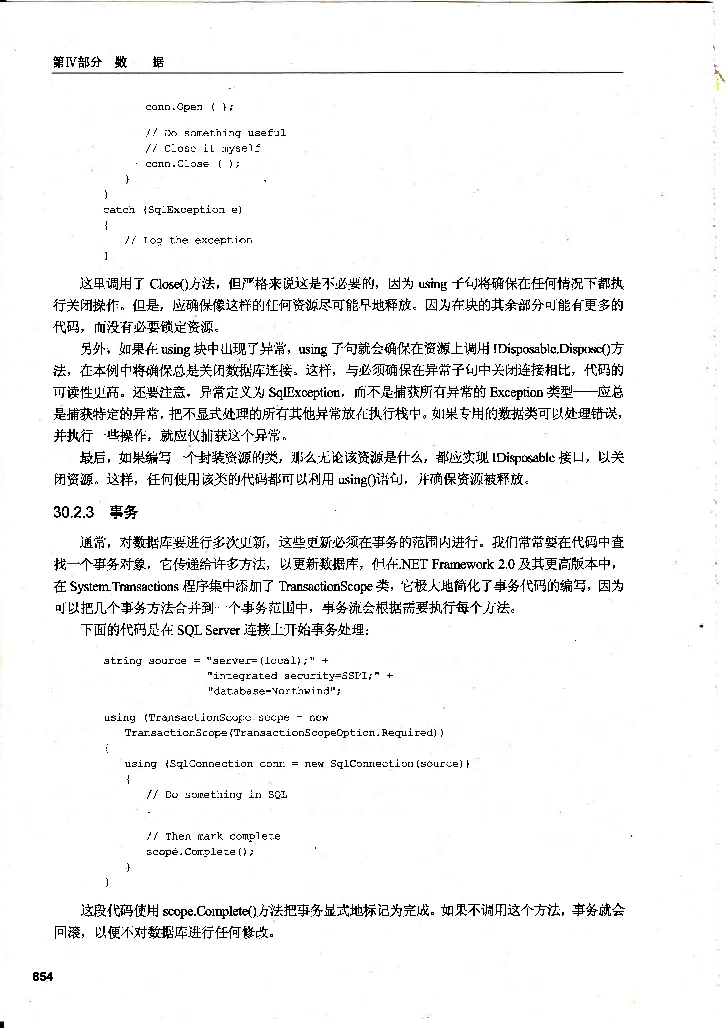 第Ⅳ部分 数 据
conn.Open ( );
// Do something useful
// Close it myself
conn.Close ( );
}
}
catch (SqlException e)
{
// Log the exception
}
这里调用了 Close()方法，但严格来说这是不必要的，因为 using 子句将确保在任何情况下都执
行关闭操作。但是，应确保像这样的任何资源尽可能早地释放。因为在块的其余部分可能有更多的
代码，而没有必要锁定资源。
另外，如果在 using 块中出现了异常，using 子句就会确保在资源上调用 IDisposable.Dispose()方
法，在本例中将确保总是关闭数据库连接。这样，与必须确保在异常子句中关闭连接相比，代码的
可读性更高。还要注意，异常定义为 SqlException，而不是捕获所有异常的 Exception 类型——应总
是捕获特定的异常，把不显式处理的所有其他异常放在执行栈中。如果专用的数据类可以处理错误，
并执行一些操作，就应仅捕获这个异常。
最后，如果编写一个封装资源的类，那么无论该资源是什么，都应实现 IDisposable 接口，以关
闭资源。这样，任何使用该类的代码都可以利用 using()语句，并确保资源被释放。
30.2.3 事务
通常，对数据库要进行多次更新，这些更新必须在事务的范围内进行。我们常常要在代码中查
找一个事务对象，它传递给许多方法，以更新数据库，但在.NET Framework 2.0 及其更高版本中，
在 System.Transactions 程序集中添加了 TransactionScope 类，它极大地简化了事务代码的编写，因为
可以把几个事务方法合并到一个事务范围中，事务流会根据需要执行每个方法。
下面的代码是在 SQL Server 连接上开始事务处理：
string source = "server=(local);" +
"integrated security=SSPI;" +
"database=Northwind";
using (TransactionScope scope = new
TransactionScope(TransactionScopeOption.Required))
{
using (SqlConnection conn = new SqlConnection(source))
{
// Do something in SQL
.
// Then mark complete
scope.Complete();
}
}
这段代码使用 scope.Complete()方法把事务显式地标记为完成。如果不调用这个方法，事务就会
回滚，以便不对数据库进行任何修改。
854